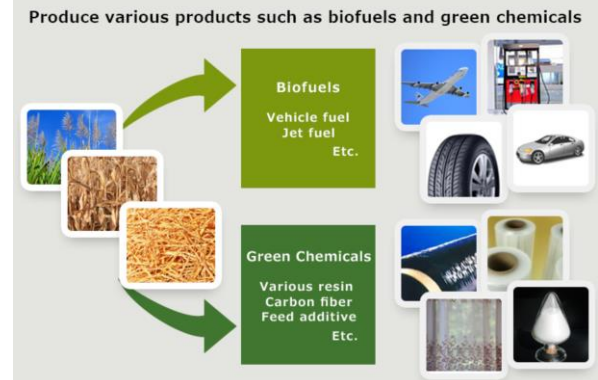 Produce various products such as biofuels and green chemicals
Biofuels
Vehicle fuel
Jet fuel
Etc.
Green Chemicals
Various resin
Carbon fiber
Feed additive
Etc.